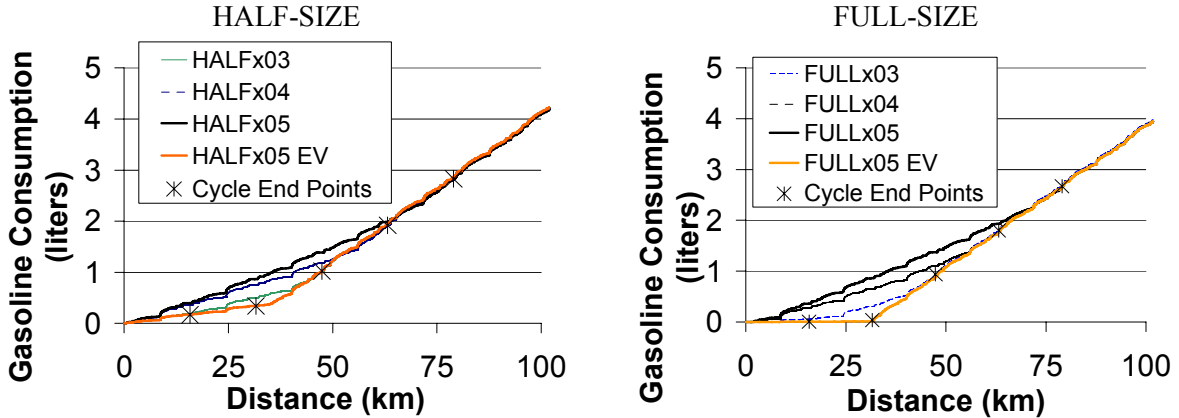 HALF-SIZE
Gasoline Consumption
(liters)
5
4
3
2
1
0
HALFx03
HALFx04
HALFx05
HALFx05 EV
Cycle End Points
0 25 50 75 100
Distance (km)
FULL-SIZE
Gasoline Consumption
(liters)
5
4
3
2
1
0
FULLx03
FULLx04
FULLx05
FULLx05 EV
Cycle End Points
0 25 50 75 100
Distance (km)